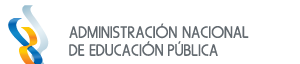 ADMINISTRACIÓN NACIONAL
DE EDUCACIÓN PÚBLICA